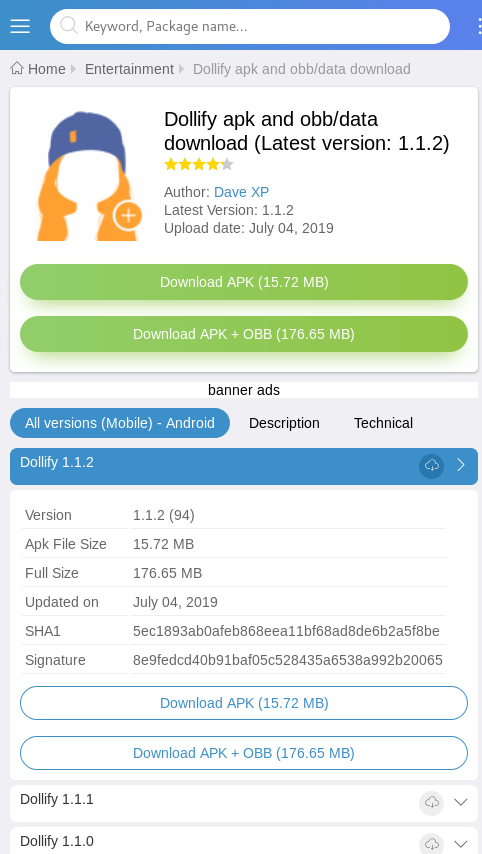 Keyword, Package name...
Home Entertainment Dollify apk and obb/data download
Dollify apk and obb/data
download (Latest version: 1.1.2)
Author: Dave XP
Latest Version: 1.1.2
Upload date: July 04, 2019
Download APK (15.72 MB)
Download APK + OBB (176.65 MB)
banner ads
All versions (Mobile) - Android Description Technical
Dollify 1.1.2
Version 1.1.2 (94)
Apk File Size 15.72 MB
Full Size 176.65 MB
Updated on July 04, 2019
SHA1 5ec1893ab0afeb868eea11bf68ad8de6b2a5f8be
Signature 8e9fedcd40b91baf05c528435a6538a992b20065
Download APK (15.72 MB)
Download APK + OBB (176.65 MB)
Dollify 1.1.1
Dollify 1.1.0